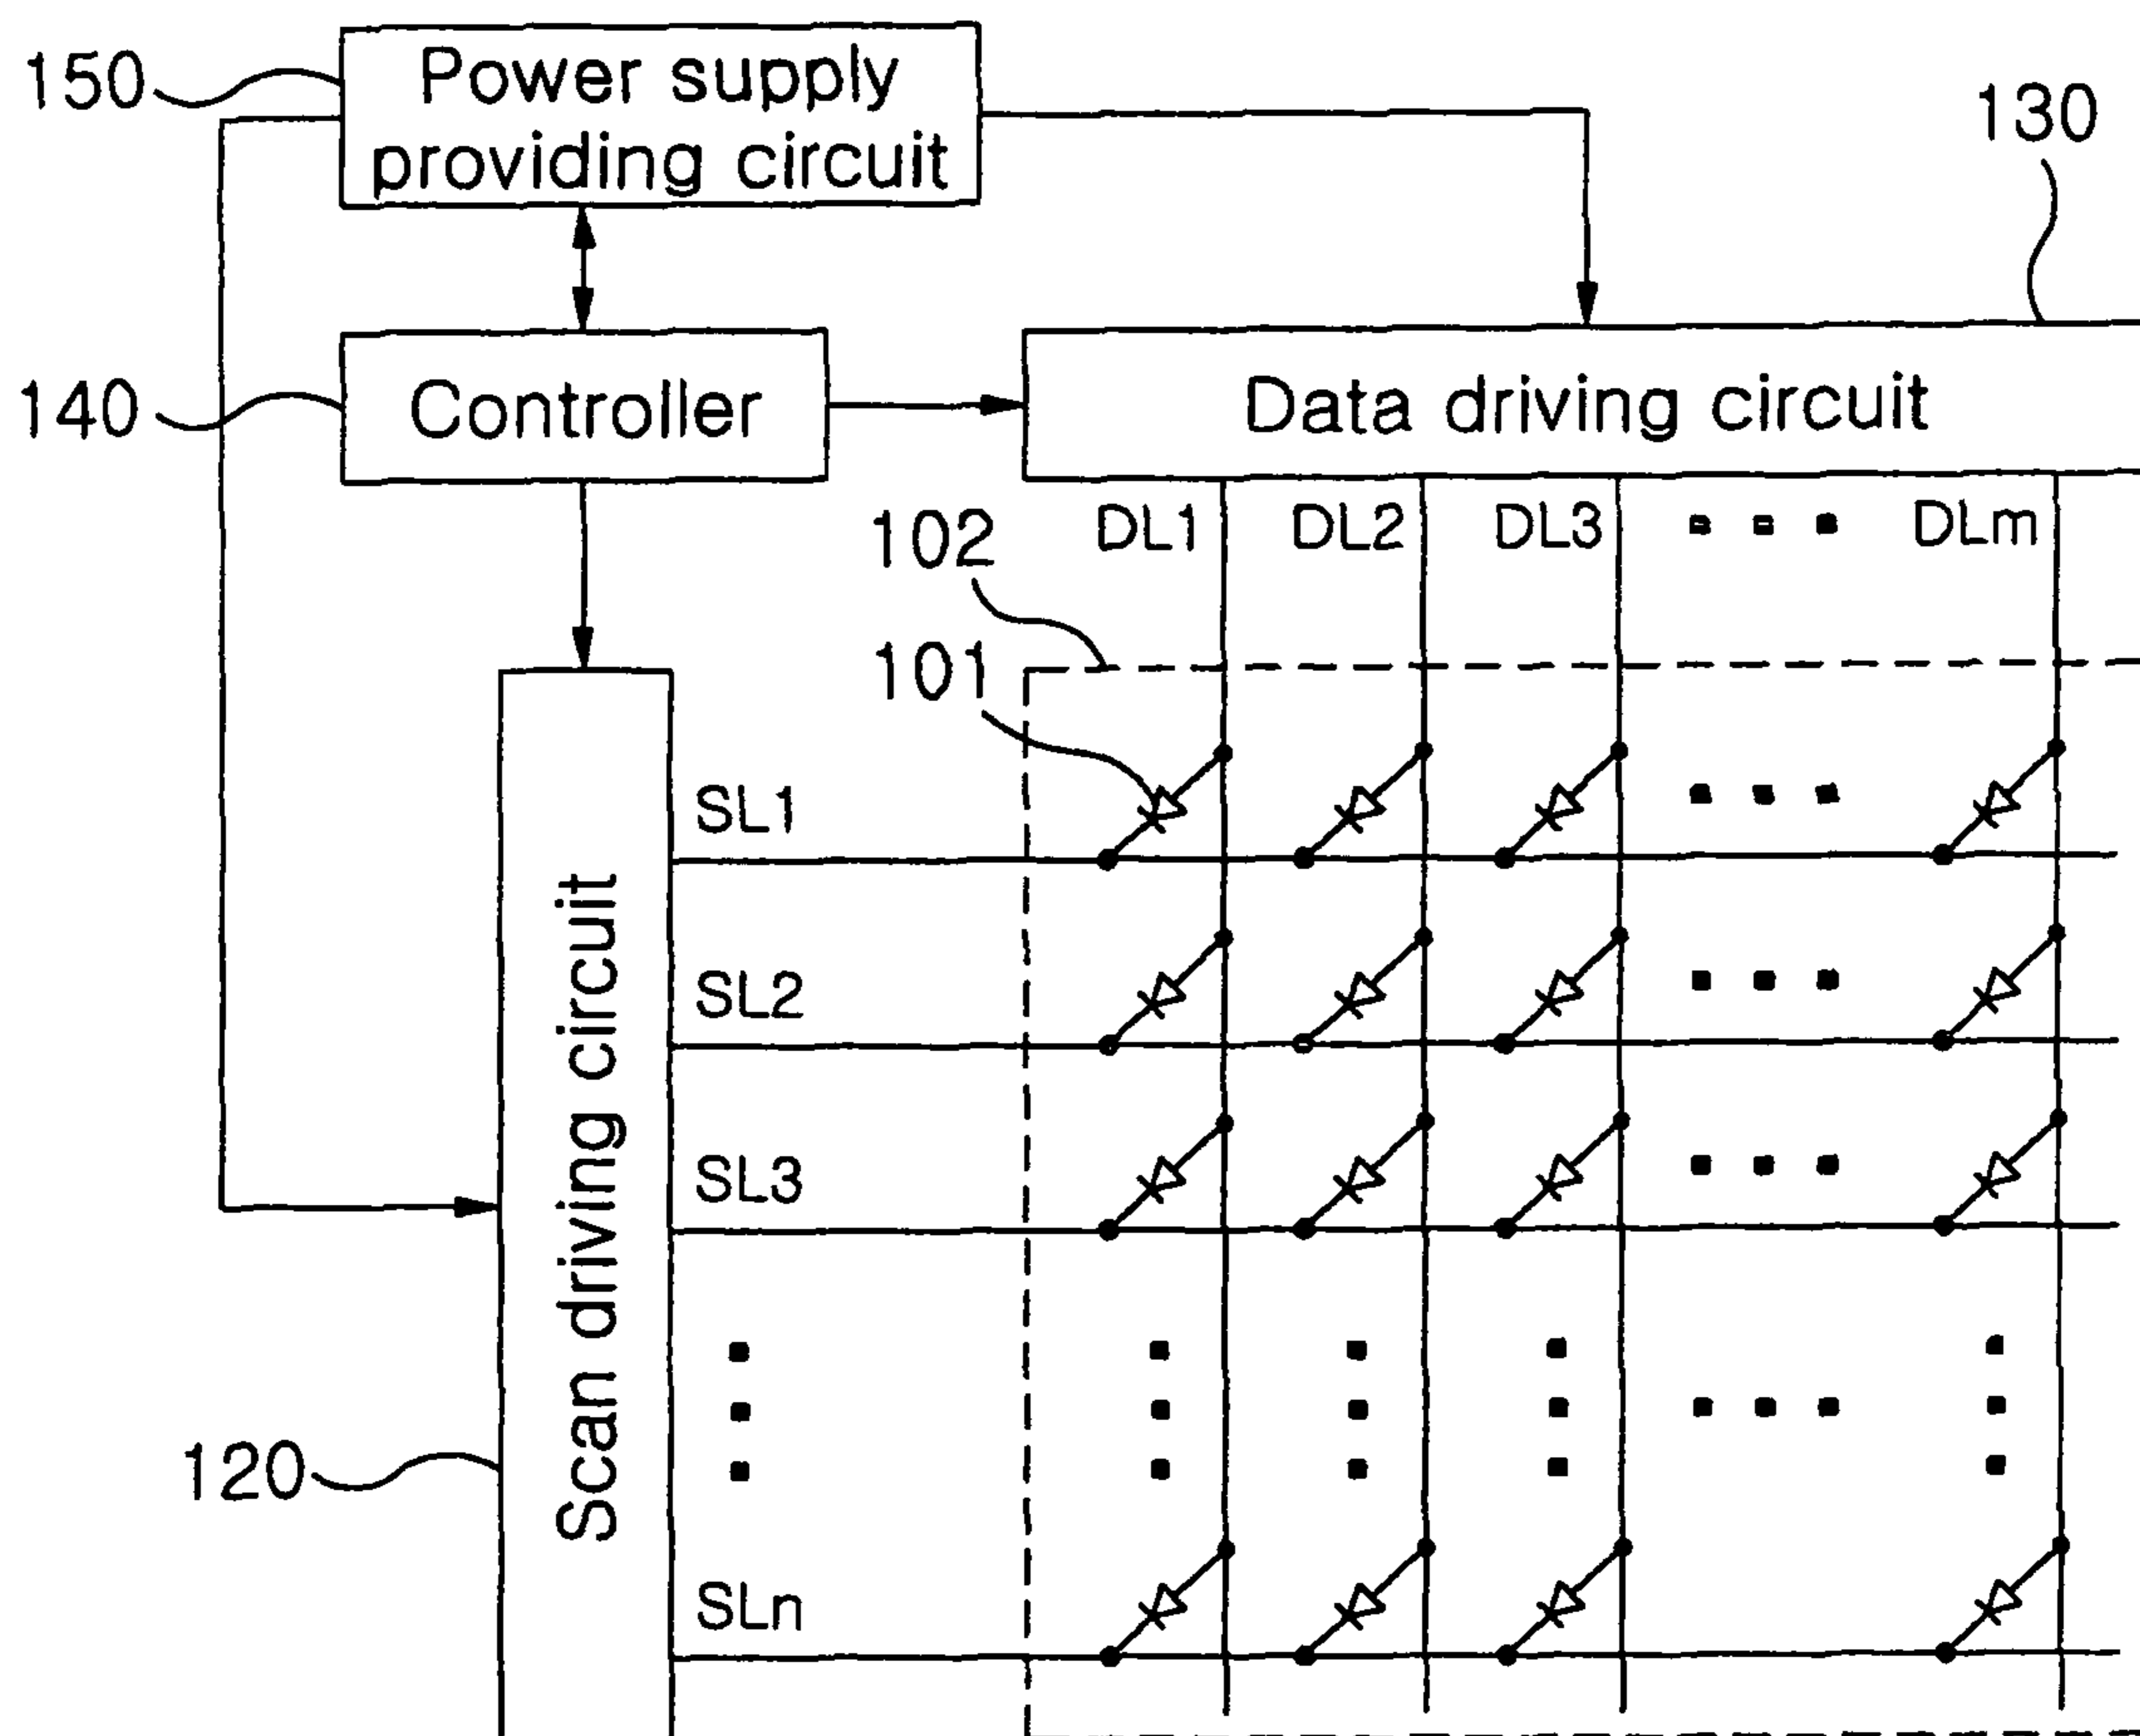 150
Power supply
providing circuit
130
140
Controller
Data driving circuit
102
DL1
DL2
DL3
DLm
101
SL1
SL2
SL3
SLn
Scan driving circuit
120